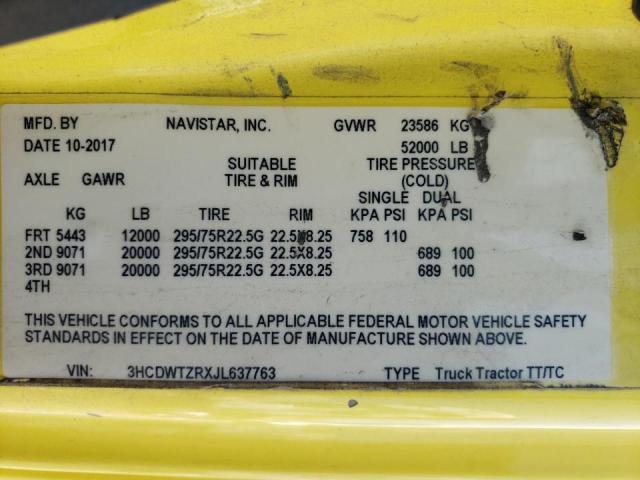 MFD. BY NAVISTAR, INC. GVWR 23586 KG
DATE 10-2017 52000 LB
SUITABLE TIRE PRESSURE
AXLE GAWR TIRE & RIM (COLD)
SINGLE DUAL
KG LB TIRE RIM KPA PSI KPA PSI
FRT 5443 12000 295/75R22.5G 22.5X8.25 758 110
2ND 9071 20000 295/75R22.5G 22.5X8.25 689 100
3RD 9071 20000 295/75R22.5G 22.5X8.25 689 100
4TH
THIS VEHICLE CONFORMS TO ALL APPLICABLE FEDERAL MOTOR VEHICLE SAFETY
STANDARDS IN EFFECT ON THE DATE OF MANUFACTURE SHOWN ABOVE.
VIN: 3HCDWTZRXJL637763 TYPE Truck Tractor TT/TC